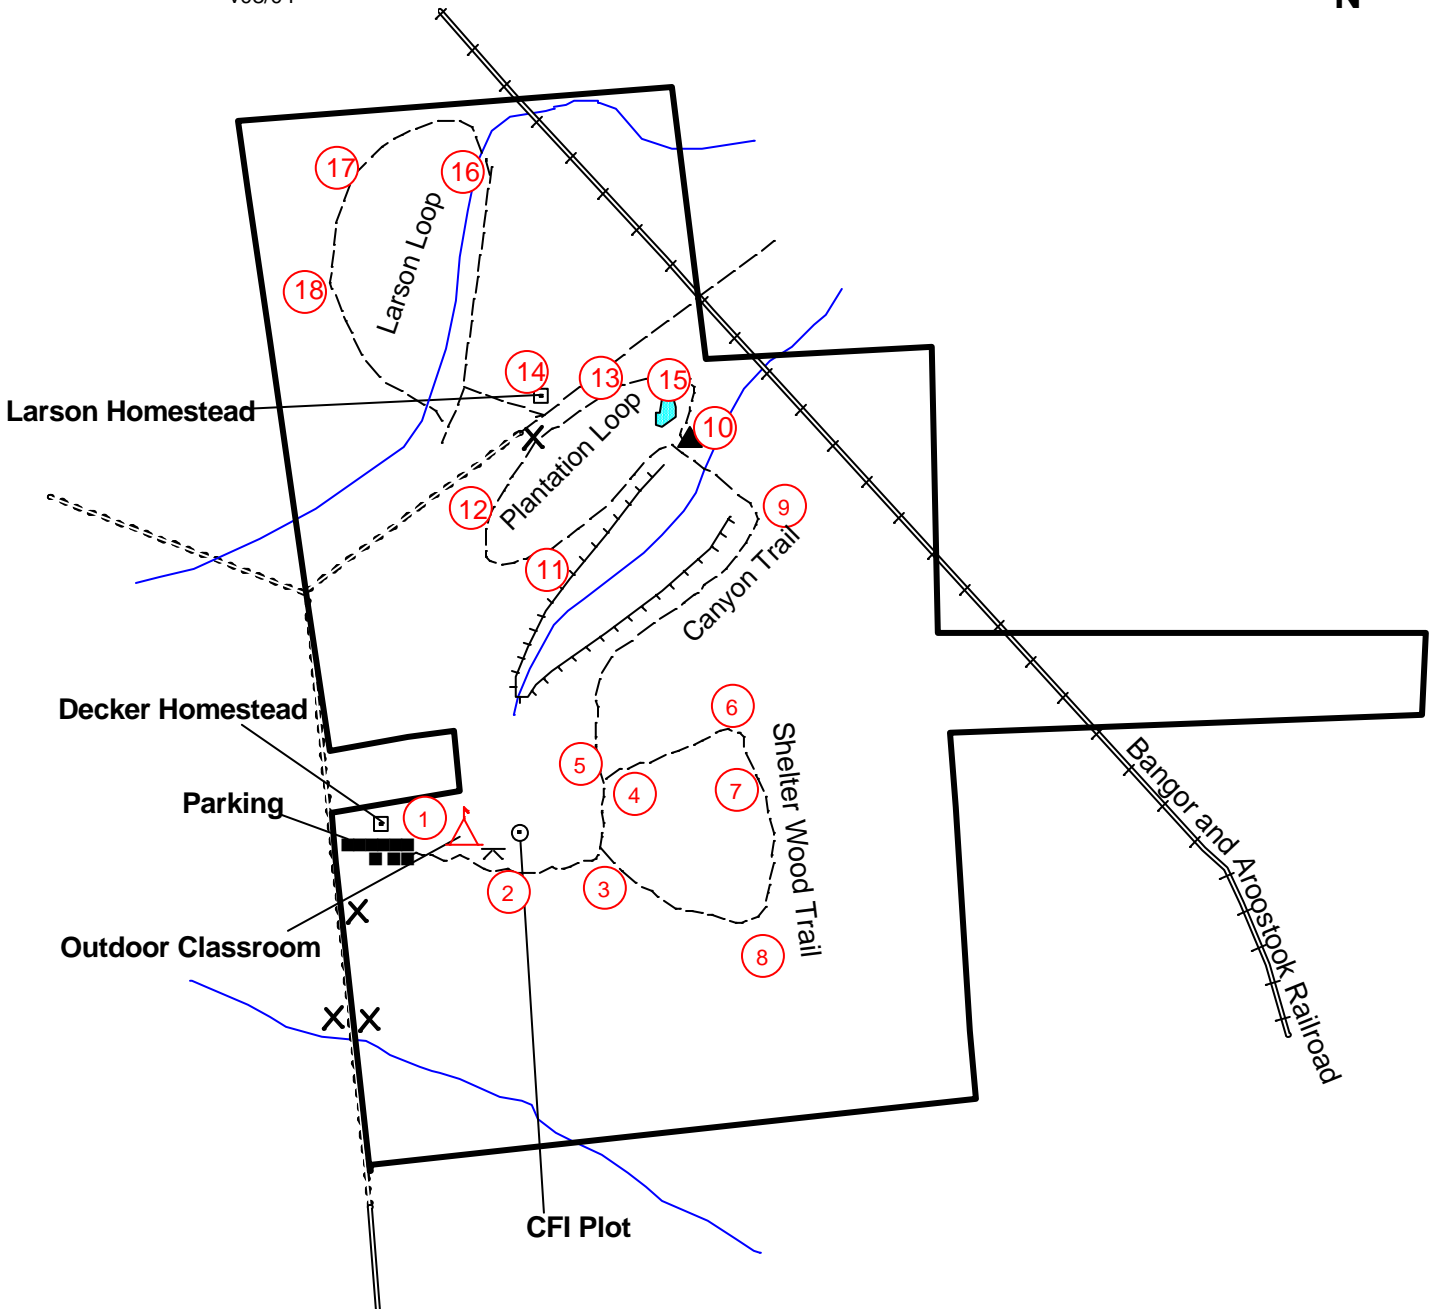 N
17
16
Larson Loop
18
14
13
15
Larson Homestead
Plantation Loop
10
12
9
11
Canyon Trail
Decker Homestead
6
Shelter Wood Trail
5
4
7
Bangor and Aroostook Railroad
Parking
1
2
3
Outdoor Classroom
8
CFI Plot